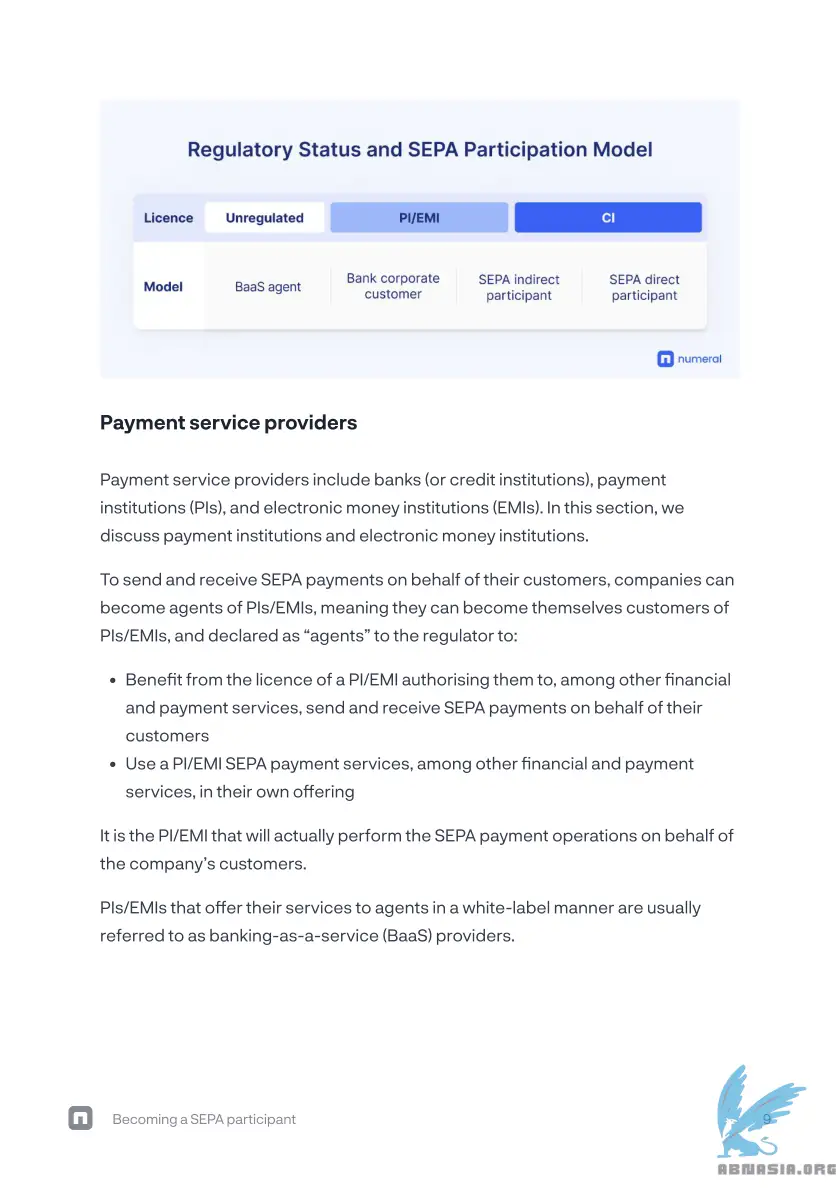 Regulatory Status and SEPA Participation Model
Licence Unregulated PI/EMI CI
Model BaaS agent Bank corporate customer SEPA indirect participant SEPA direct participant
numeral
Payment service providers
Payment service providers include banks (or credit institutions), payment
institutions (PIs), and electronic money institutions (EMIs). In this section, we
discuss payment institutions and electronic money institutions.
To send and receive SEPA payments on behalf of their customers, companies can
become agents of PIs/EMIs, meaning they can become themselves customers of
PIs/EMIs, and declared as “agents” to the regulator to:
• Benefit from the licence of a PI/EMI authorising them to, among other financial
and payment services, send and receive SEPA payments on behalf of their
customers
• Use a PI/EMI SEPA payment services, among other financial and payment
services, in their own offering
It is the PI/EMI that will actually perform the SEPA payment operations on behalf of
the company’s customers.
PIs/EMIs that offer their services to agents in a white-label manner are usually
referred to as banking-as-a-service (BaaS) providers.
Becoming a SEPA participant 9
ABNASIA.ORG